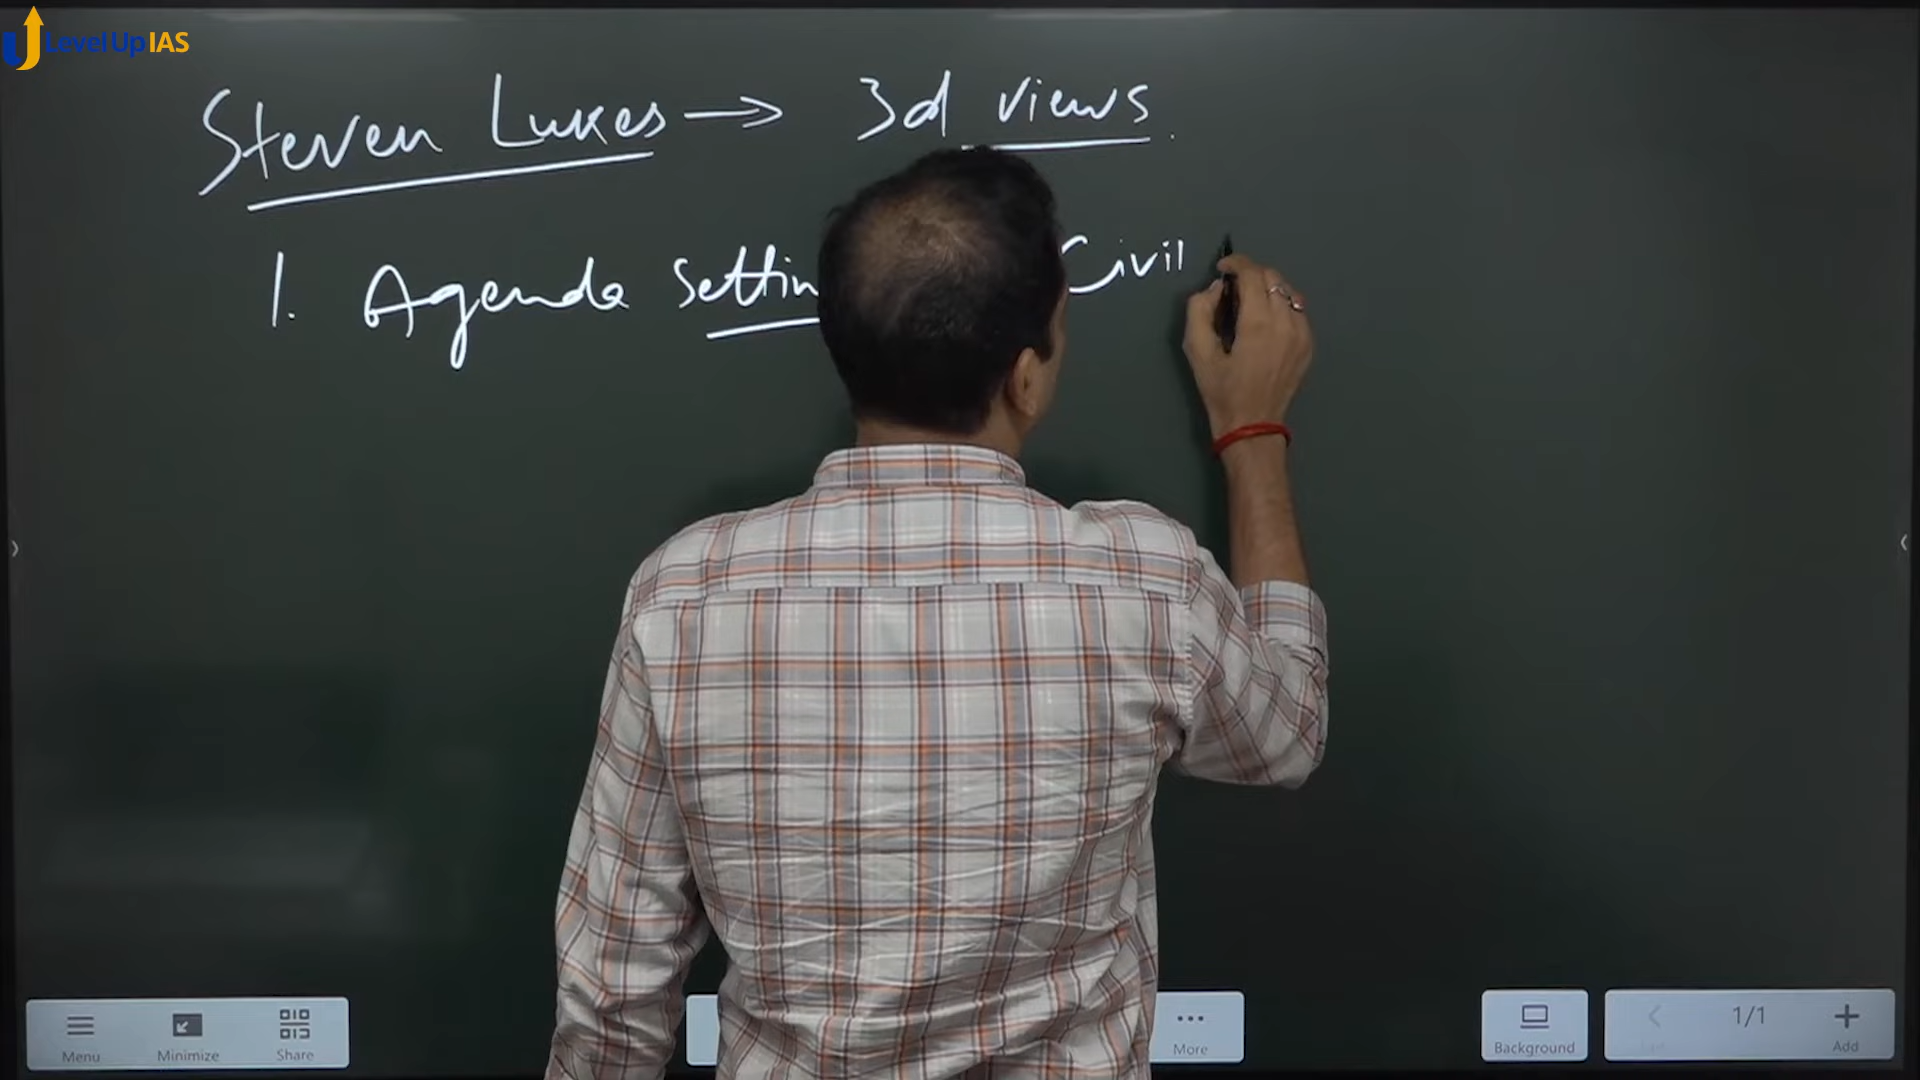 Level Up IAS
Steven Lukes → 3d views.
1. Agenda Settin Civil
Menu
Minimize
Share
More
Background
1/1
Add